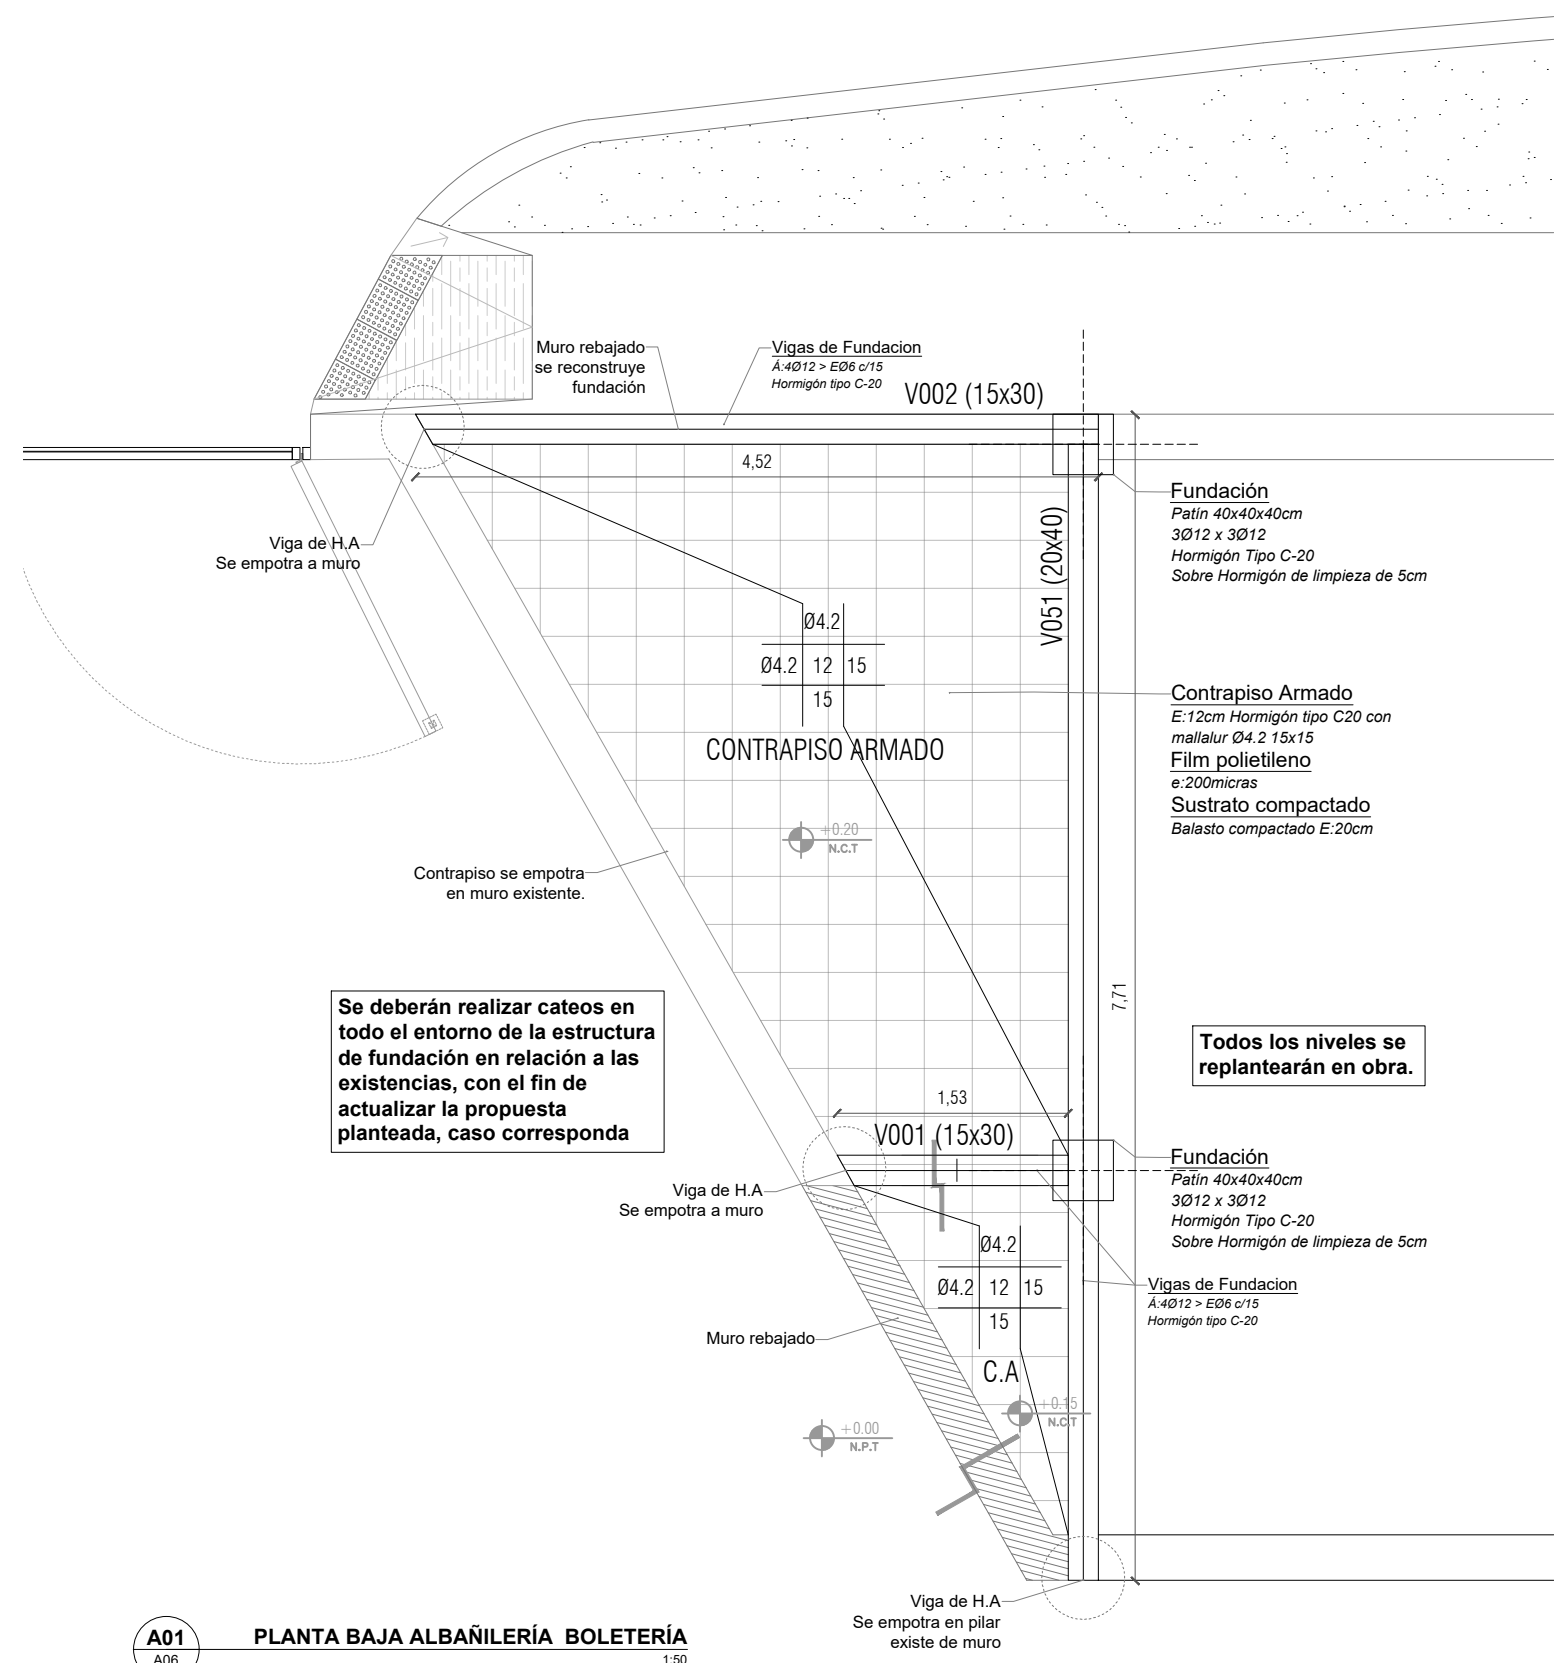 Muro rebajado
se reconstruye
fundación
Vigas de Fundacion
Á:4Ø12 > EØ6 c/15
Hormigón tipo C-20
V002 (15x30)
4,52
Viga de H.A
Se empotra a muro
V051 (20x40)
Fundación
Patín 40x40x40cm
3Ø12 x 3Ø12
Hormigón Tipo C-20
Sobre Hormigón de limpieza de 5cm
Ø4.2
Ø4.2 12 15
15
CONTRAPISO ARMADO
Contrapiso Armado
E:12cm Hormigón tipo C20 con
mallalur Ø4.2 15x15
Film polietileno
e:200micras
Sustrato compactado
Balasto compactado E:20cm
+0.20
N.C.T
Contrapiso se empotra
en muro existente.
Se deberán realizar cateos en
todo el entorno de la estructura
de fundación en relación a las
existencias, con el fin de
actualizar la propuesta
planteada, caso corresponda
7,71
Todos los niveles se
replantearán en obra.
1,53
V001 (15x30)
Viga de H.A
Se empotra a muro
Fundación
Patín 40x40x40cm
3Ø12 x 3Ø12
Hormigón Tipo C-20
Sobre Hormigón de limpieza de 5cm
Ø4.2
Ø4.2 12 15
15
Vigas de Fundacion
Á:4Ø12 > EØ6 c/15
Hormigón tipo C-20
Muro rebajado
C.A
+0.15
N.C.T
+0.00
N.P.T
Viga de H.A
Se empotra en pilar
existe de muro
A01
A06
PLANTA BAJA ALBAÑILERÍA BOLETERÍA
1:50